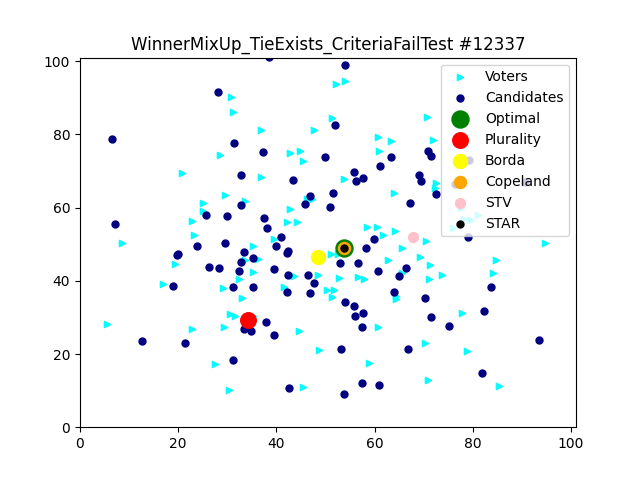 WinnerMixUp_TieExists_CriteriaFailTest #12337
100
80
60
40
20
0
0
20
40
60
80
100
Voters
Candidates
Optimal
Plurality
Borda
Copeland
STV
STAR